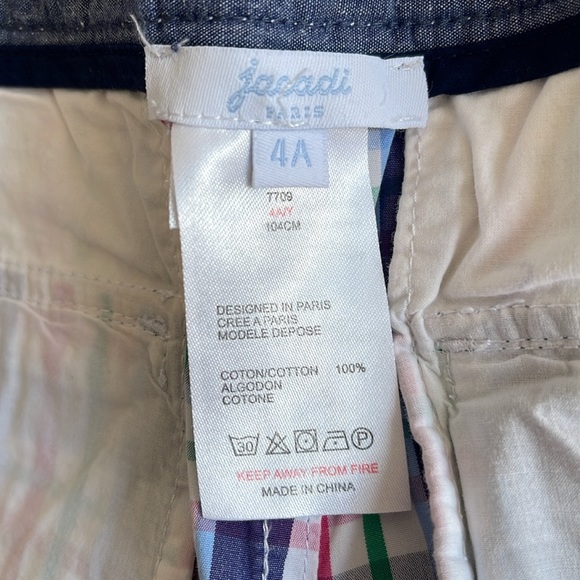 jacadi
PARIS
4A
7709
4A/Y
104CM
DESIGNED IN PARIS
CREE A PARIS
MODELE DEPOSE
COTON/COTTON 100%
ALGODON
COTONE
30 P
KEEP AWAY FROM FIRE
MADE IN CHINA